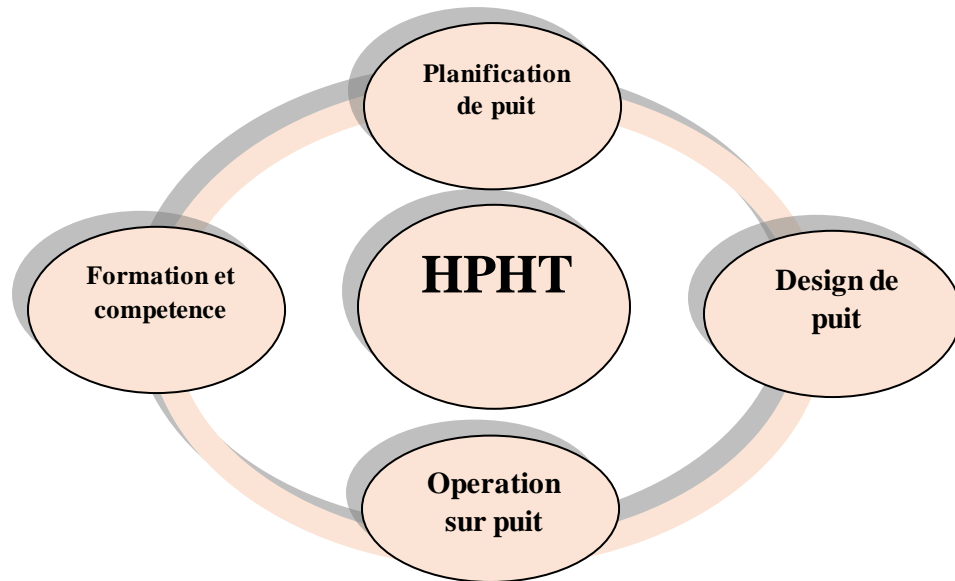 Planification
de puit
Formation et
competence
HPHT
Design de
puit
Operation
sur puit